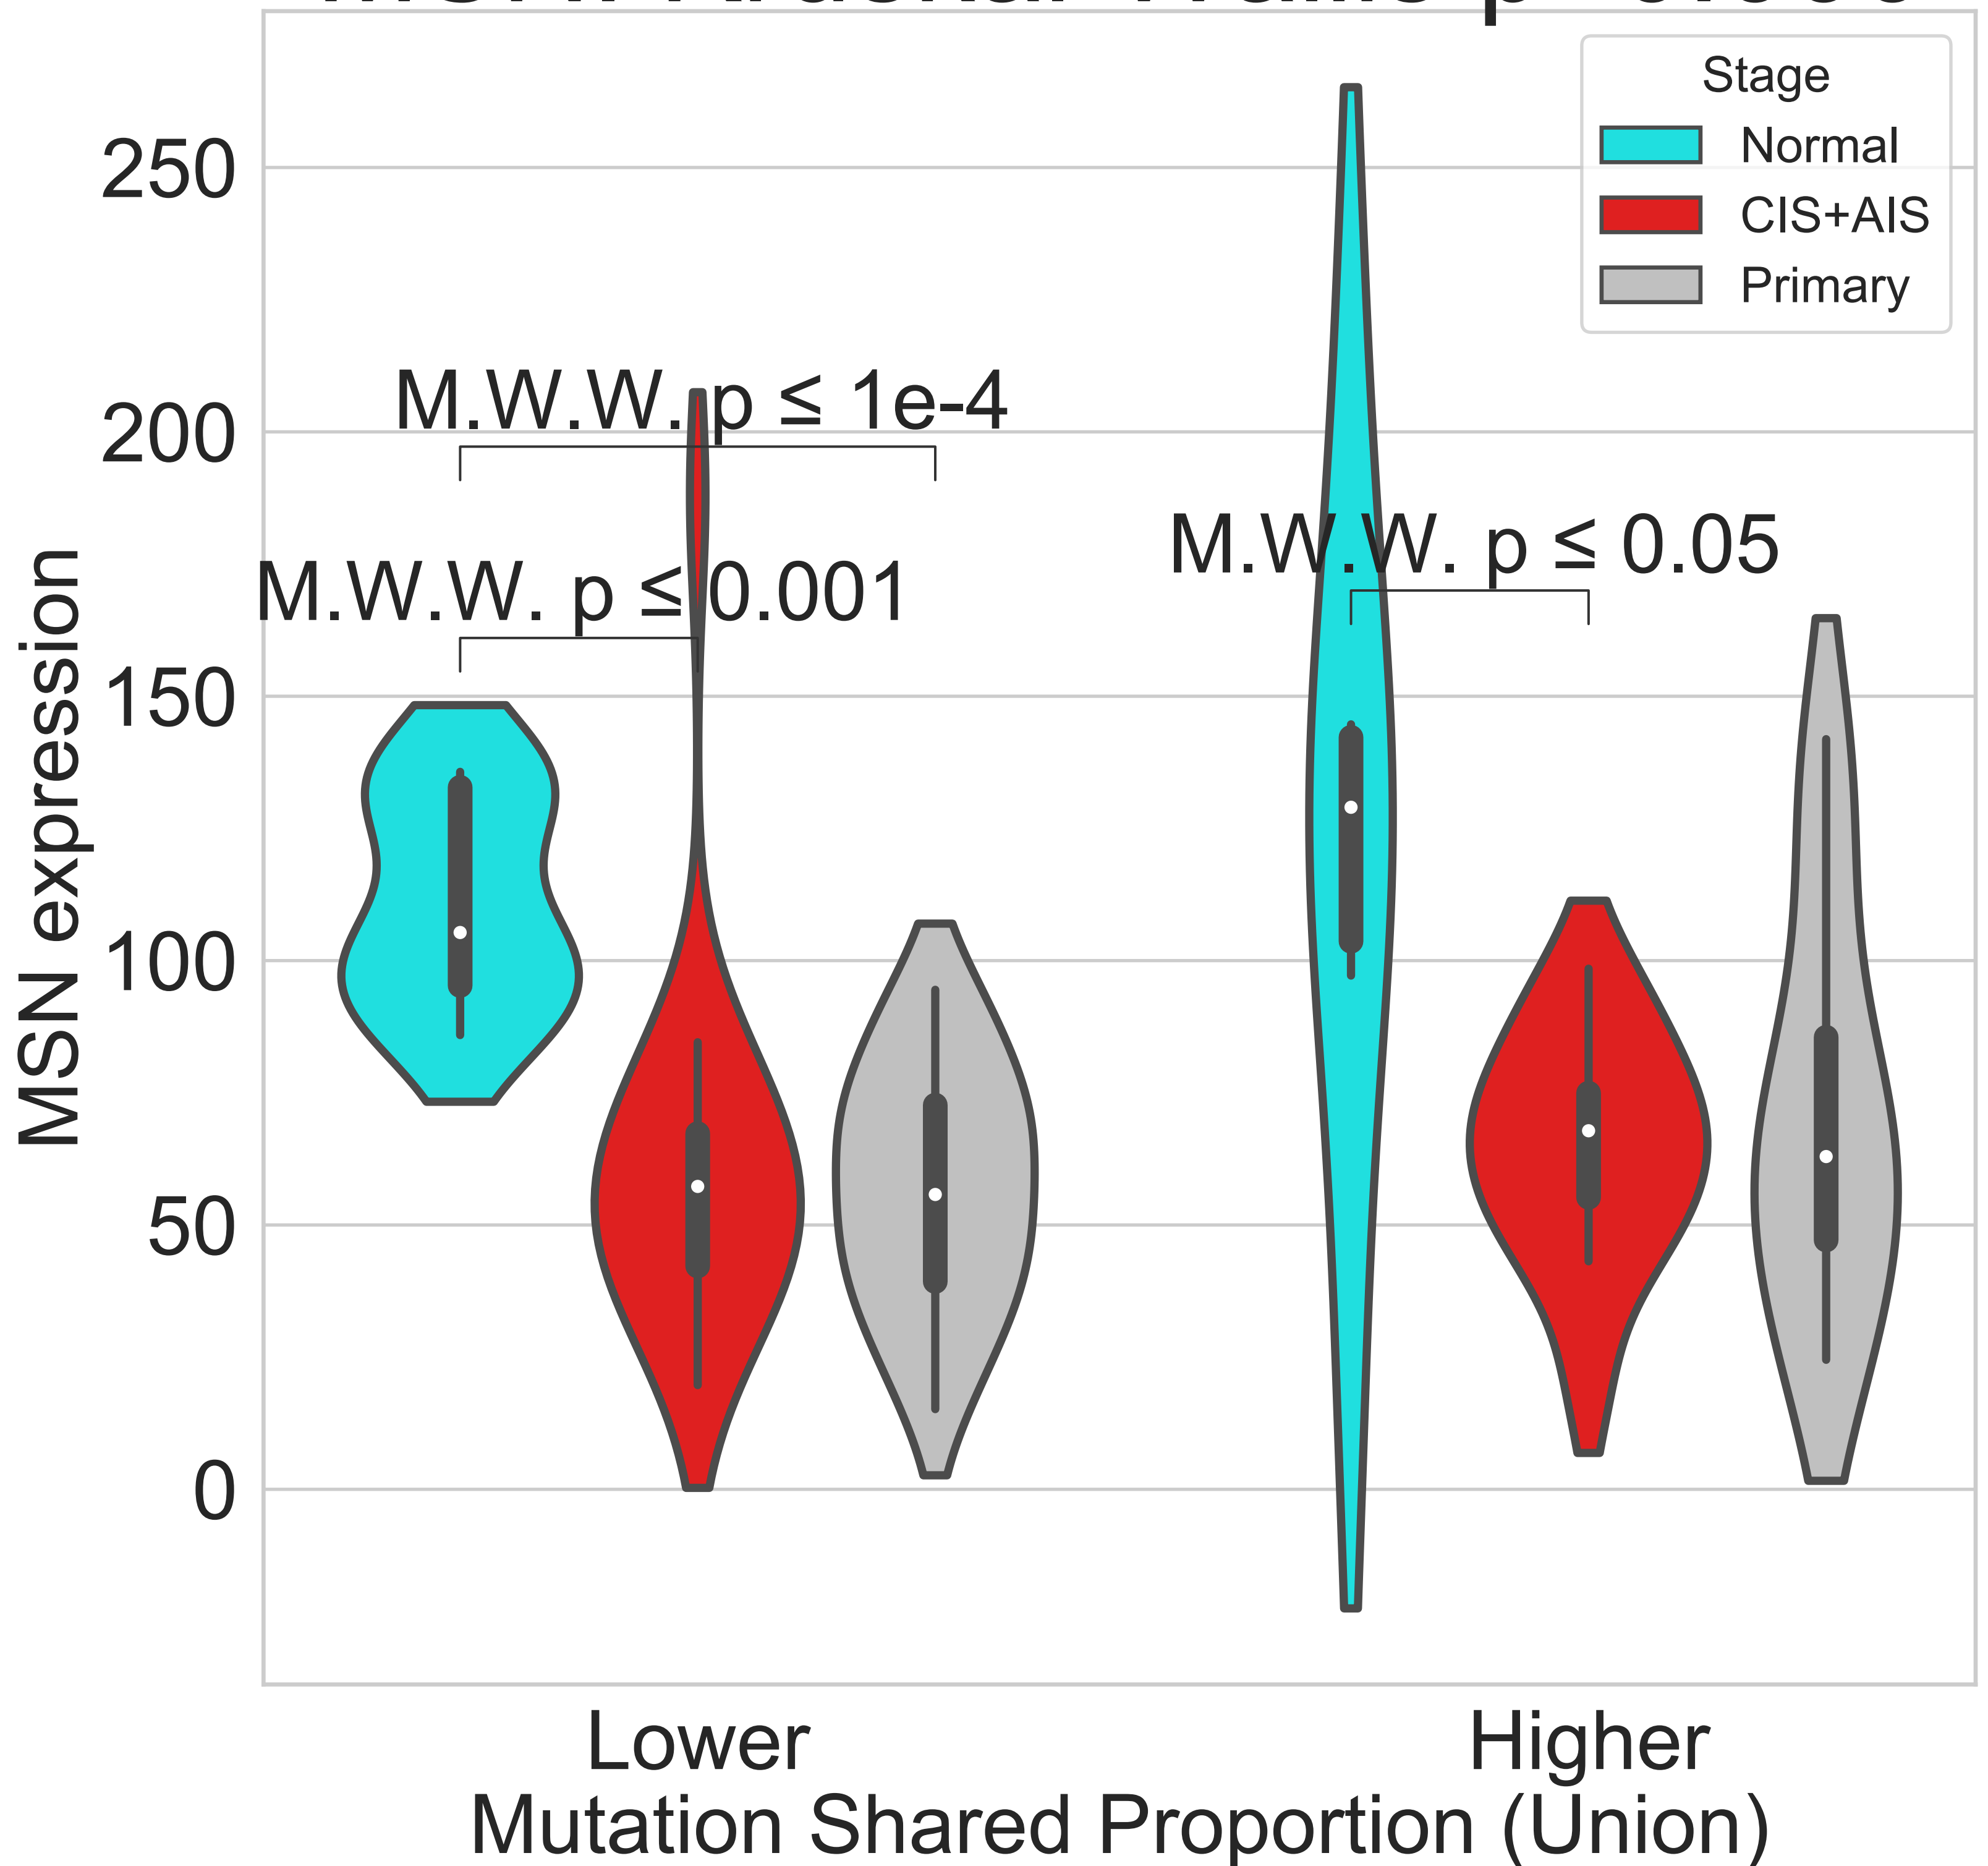 Stage
Normal
CIS+AIS
Primary
250
200
150
100
50
0
MSN expression
M.W.W. p ≤ 1e-4
M.W.W. p ≤ 0.001
M.W.W. p ≤ 0.05
Lower
Higher
Mutation Shared Proportion (Union)